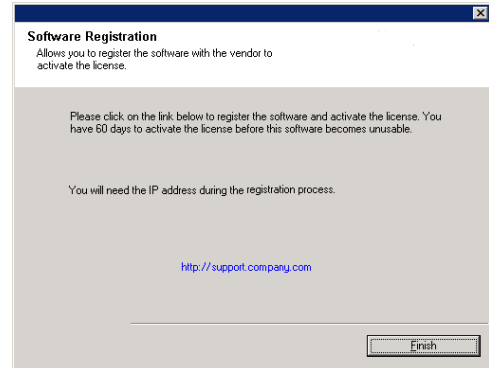 Software Registration
Allows you to register the software with the vendor to
activate the license.
Please click on the link below to register the software and activate the license. You
have 60 days to activate the license before this software becomes unusable.
You will need the IP address during the registration process.
http://support.company.com
Finish